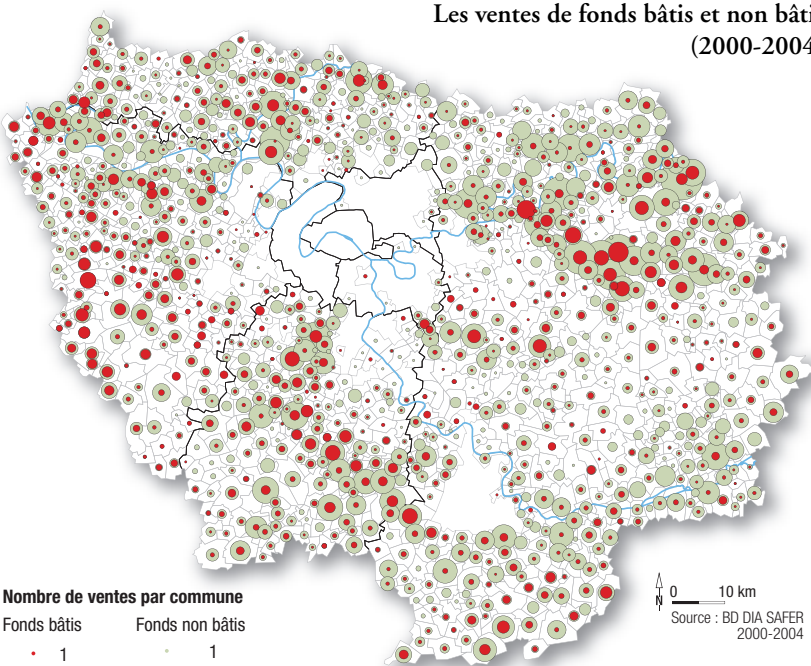 Les ventes de fonds bâtis et non bâti
(2000-2004
Nombre de ventes par commune
Fonds bâtis Fonds non bâtis
1 1
N 0 10 km
Source : BD DIA SAFER
2000-2004